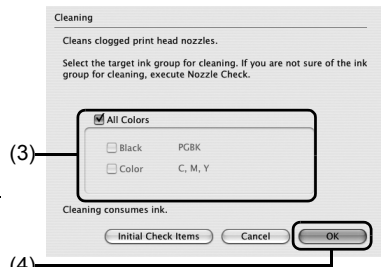 Cleaning
Cleans clogged print head nozzles.
Select the target ink group for cleaning. If you are not sure of the ink
group for cleaning, execute Nozzle Check.
All Colors
(3)
Black PGBK
Color C, M, Y
Cleaning consumes ink.
Initial Check Items Cancel OK
(4)